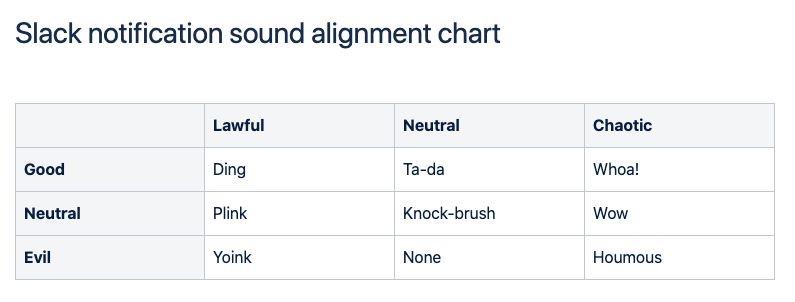 Slack notification sound alignment chart
Lawful Neutral Chaotic
Good Ding Ta-da Whoa!
Neutral Plink Knock-brush Wow
Evil Yoink None Houmous